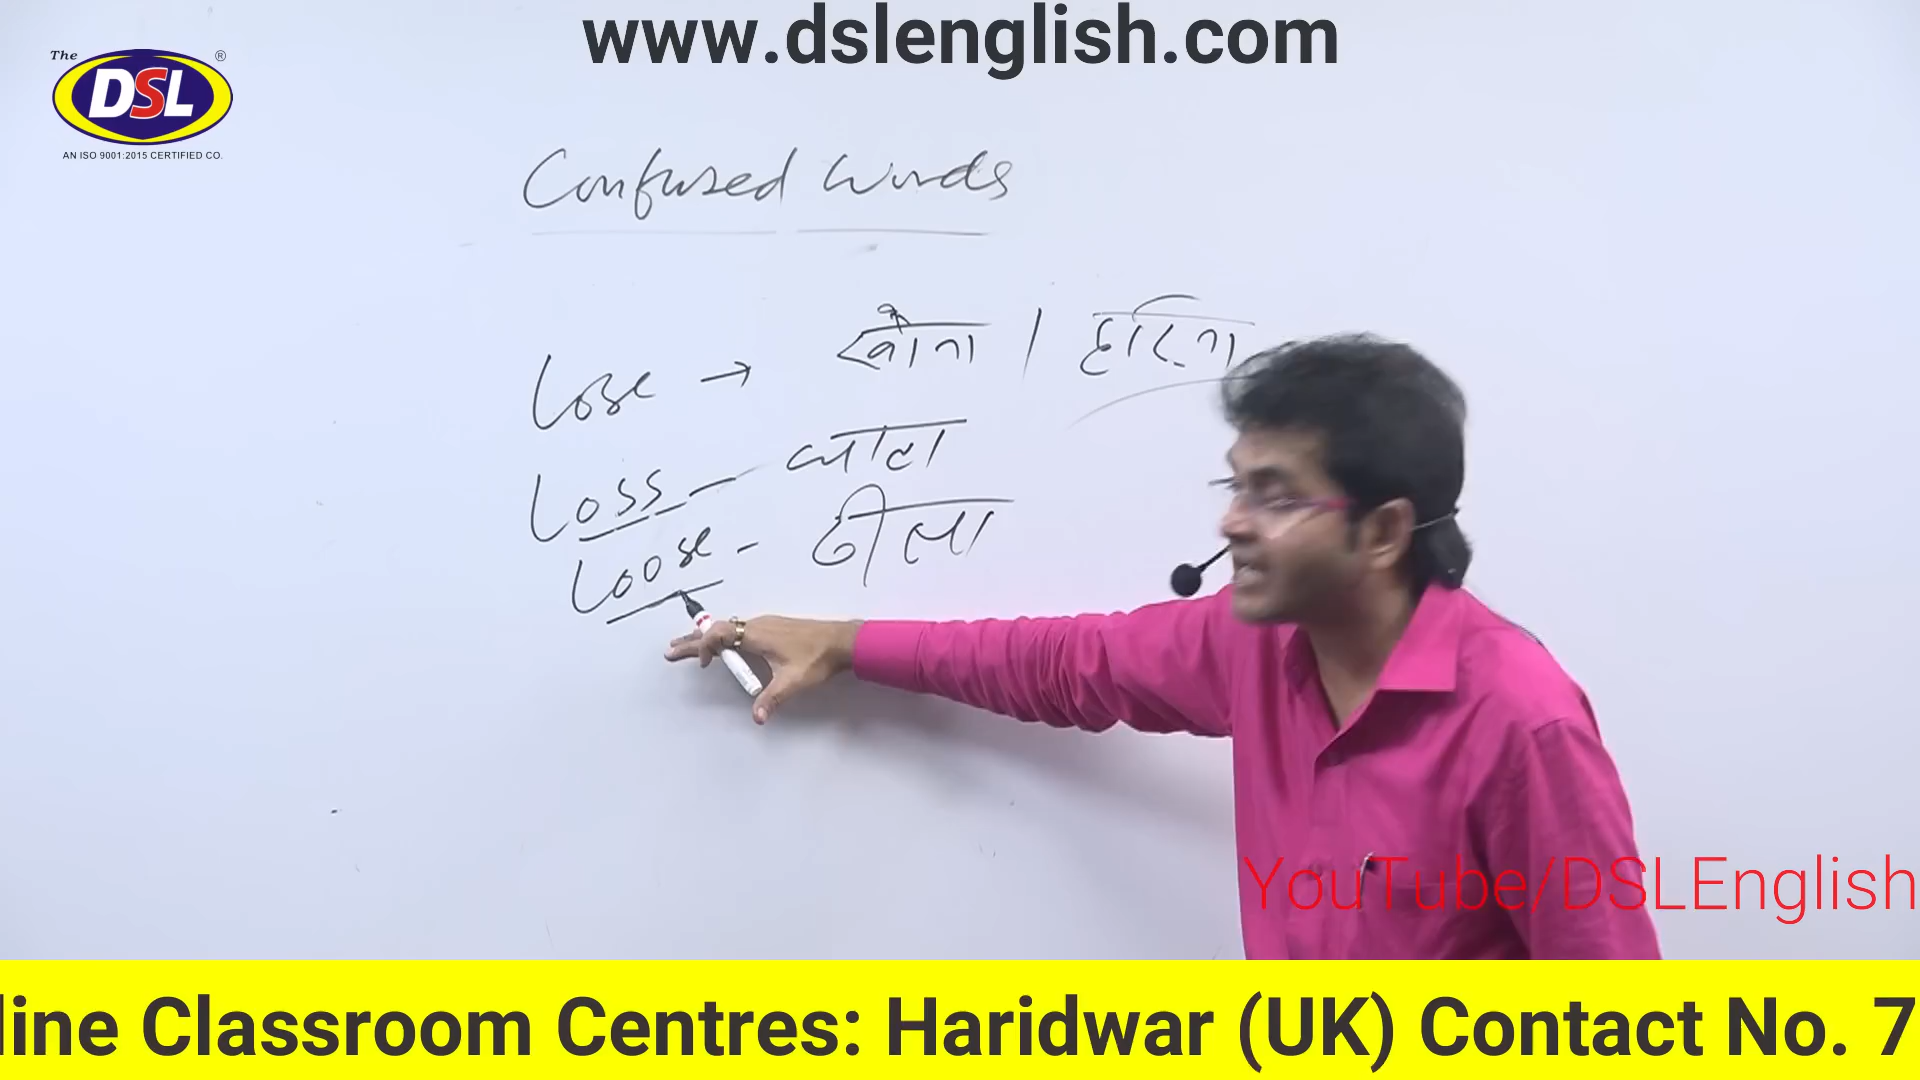 www.dslenglish.com
The
DSL
®
AN ISO 9001:2015 CERTIFIED CO.
Confused Words
Lose → खोना / हारना
Loss - घाटा
Loose - ढीला
YouTube/DSLEnglish
line Classroom Centres: Haridwar (UK) Contact No. 7